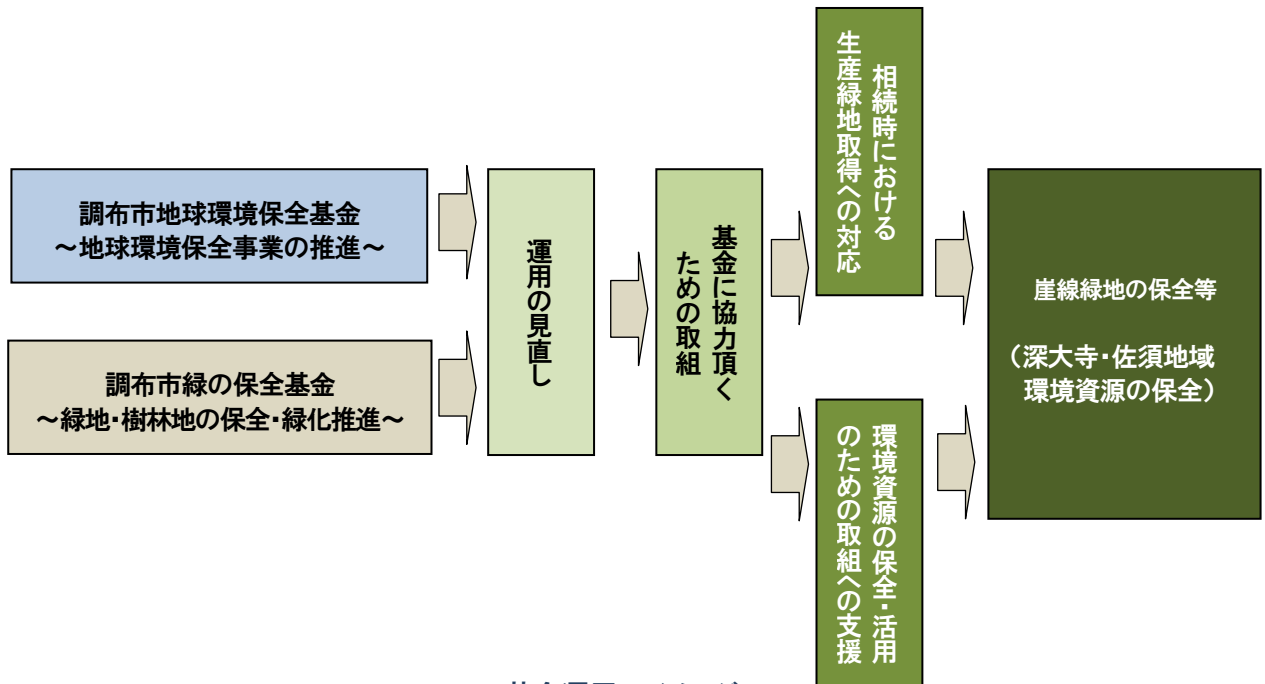 調布市地球環境保全基金
～地球環境保全事業の推進～
調布市緑の保全基金
～緑地・樹林地の保全・緑化推進～
運用の見直し
基金に協力頂く
ための取組
相続時における
生産緑地取得への対応
環境資源の保全・活用
のための取組への支援
崖線緑地の保全等
（深大寺・佐須地域
環境資源の保全）